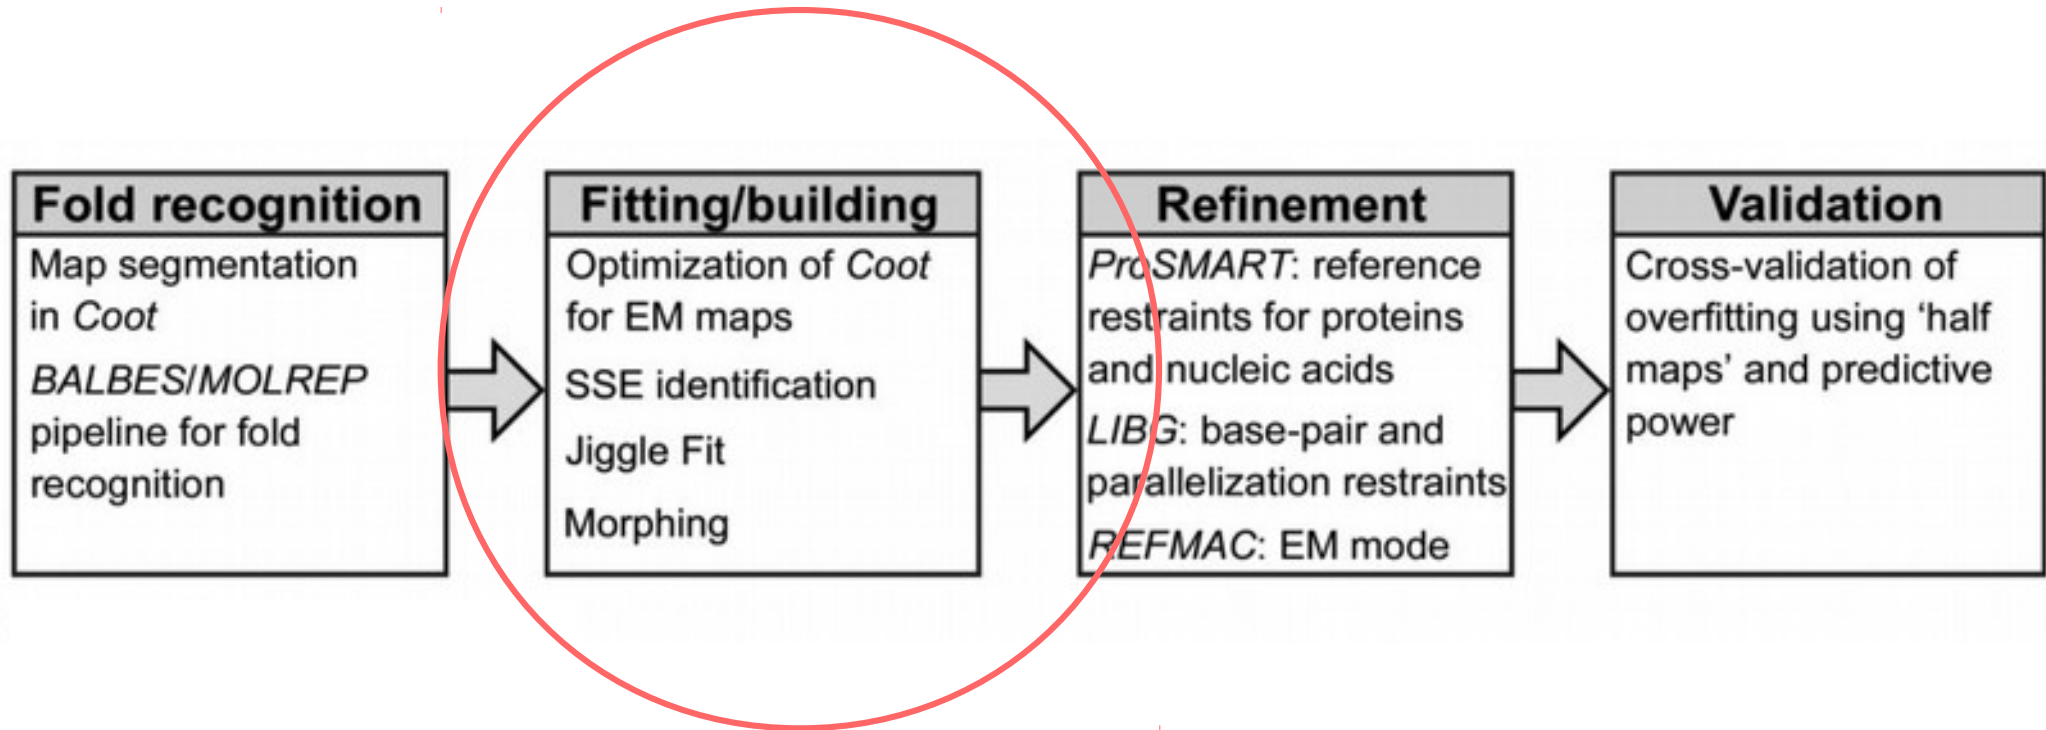 Fold recognition
Map segmentation
in Coot
BALBES/MOLREP
pipeline for fold
recognition
Fitting/building
Optimization of Coot
for EM maps
SSE identification
Jiggle Fit
Morphing
Refinement
ProSMART: reference
restraints for proteins
and nucleic acids
LIBG: base-pair and
parallelization restraints
REFMAC: EM mode
Validation
Cross-validation of
overfitting using ‘half
maps’ and predictive
power